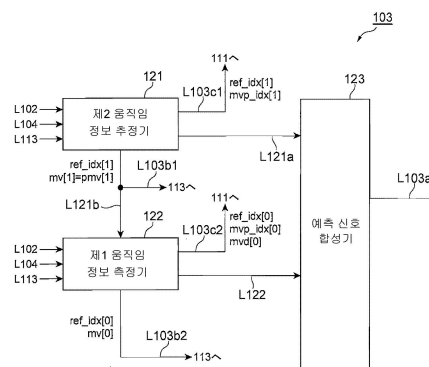 103
121
111へ
123
L102
L104
L113
제2 움직임
정보 추정기
L103c1
ref_idx[1]
mvp_idx[1]
L121a
ref_idx[1]
mv[1]=pmv[1]
L103b1
113へ
L121b
111へ
122
L103c2
ref_idx[0]
mvp_idx[0]
mvd[0]
L102
L104
L113
제1 움직임
정보 측정기
L122
예측 신호
합성기
L103a
ref_idx[0]
mv[0]
L103b2
113へ